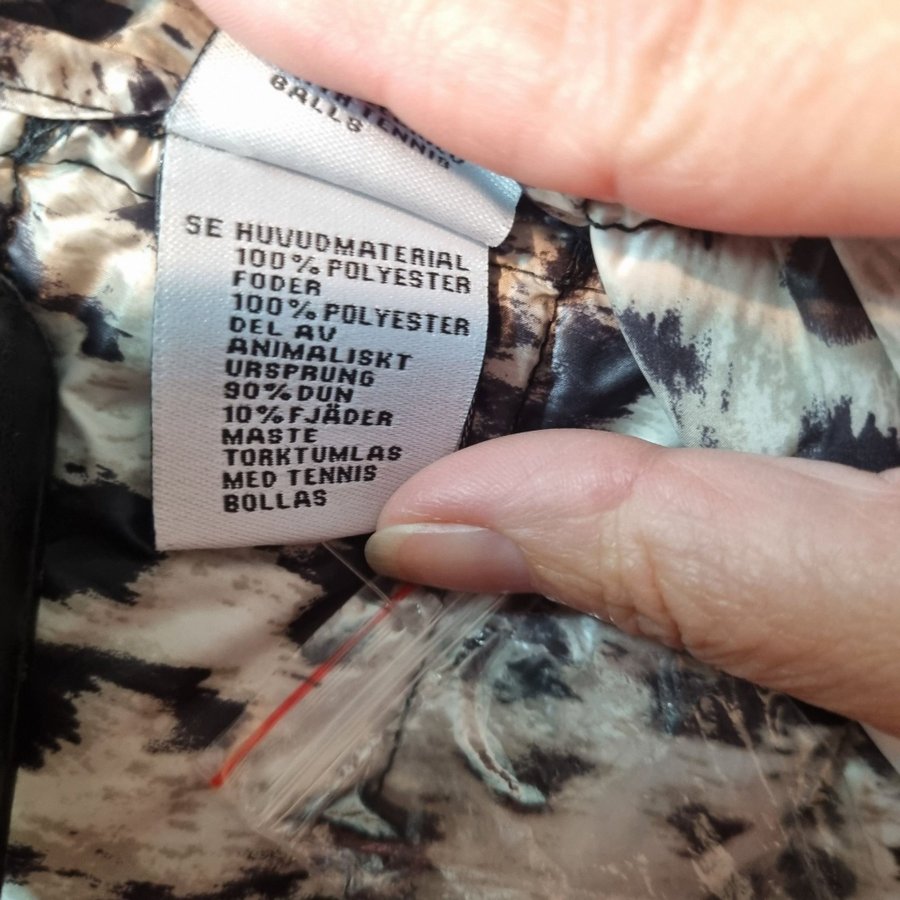 TENNIS
BALLS
SE HUVUDMATERIAL
100% POLYESTER
FODER
100% POLYESTER
DEL AV
ANIMALISKT
URSPRUNG
90% DUN
10% FJÄDER
MASTE
TORKTUMLAS
MED TENNIS
BOLLAS